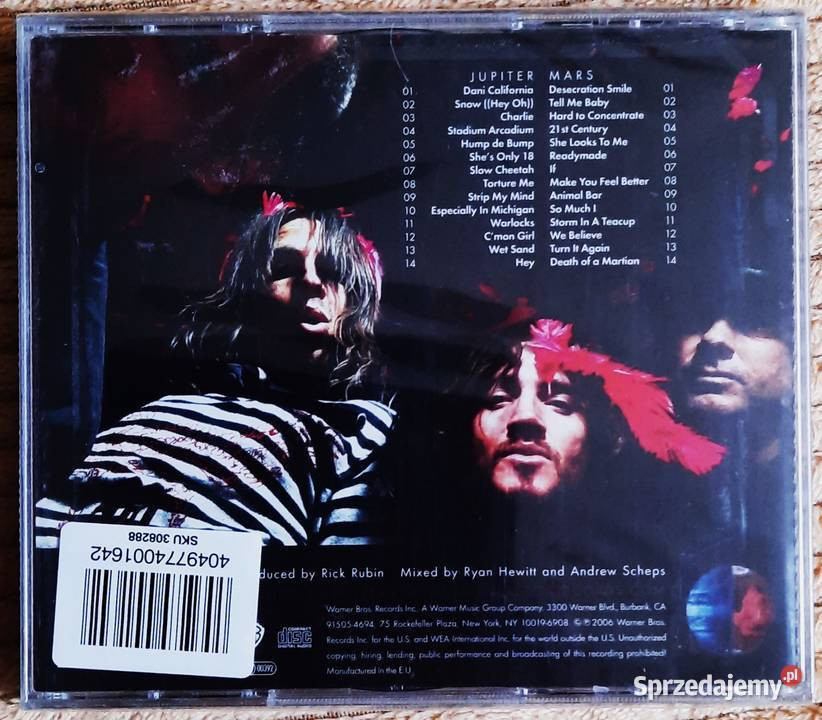 JUPITER MARS
01 Dani California Desecration Smile 01
02 Snow ((Hey Oh)) Tell Me Baby 02
03 Charlie Hard to Concentrate 03
04 Stadium Arcadium 21st Century 04
05 Hump de Bump She Looks To Me 05
06 She's Only 18 Readymade 06
07 Slow Cheetah If 07
08 Torture Me Make You Feel Better 08
09 Strip My Mind Animal Bar 09
10 Especially In Michigan So Much I 10
11 Warlocks Storm In A Teacup 11
12 C'mon Girl We Believe 12
13 Wet Sand Turn It Again 13
14 Hey Death of a Martian 14
SKU 308288
4049774001642
duced by Rick Rubin Mixed by Ryan Hewitt and Andrew Scheps
Warner Bros. Records Inc., A Warner Music Group Company. 3300 Warner Blvd., Burbank, CA
91505-4694. 75 Rockefeller Plaza, New York, NY 10019-6908. ©℗2006 Warner Bros.
Records Inc. for the U.S. and WEA International Inc. for the world outside the U.S. Unauthorized
copying, hiring, lending, public performance and broadcasting of this recording prohibited!
Manufactured in the E.U.
COMPACT
disc
DIGITAL AUDIO
Sprzedajemy.pl